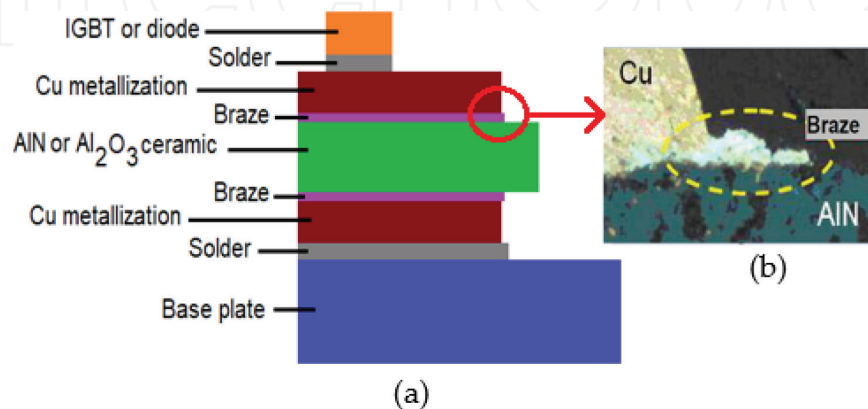 IGBT or diode
Solder
Cu metallization
Braze
AlN or Al2O3 ceramic
Braze
Cu metallization
Solder
Base plate
(a)
Cu
Braze
AlN
(b)